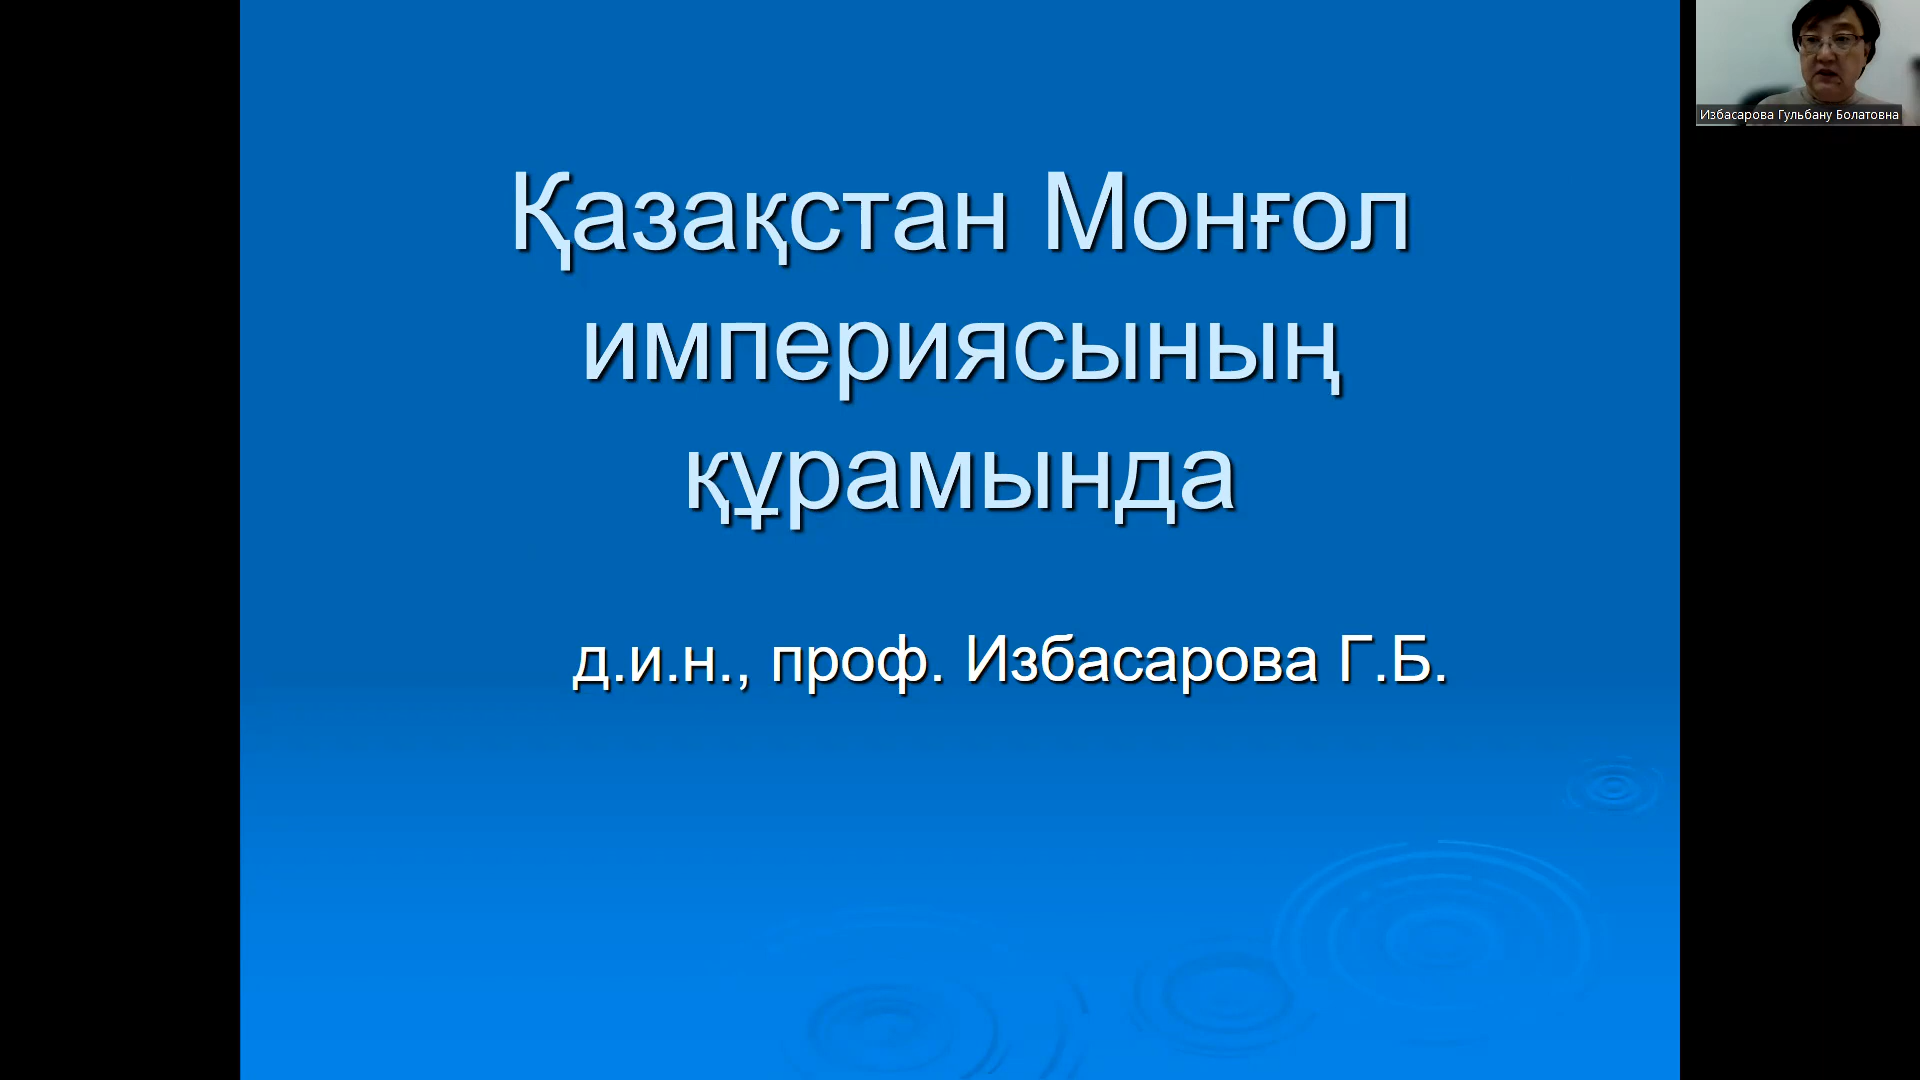 Қазақстан Монғол
империясының
құрамында
д.и.н., проф. Избасарова Г.Б.
Избасарова Гульбану Болатовна